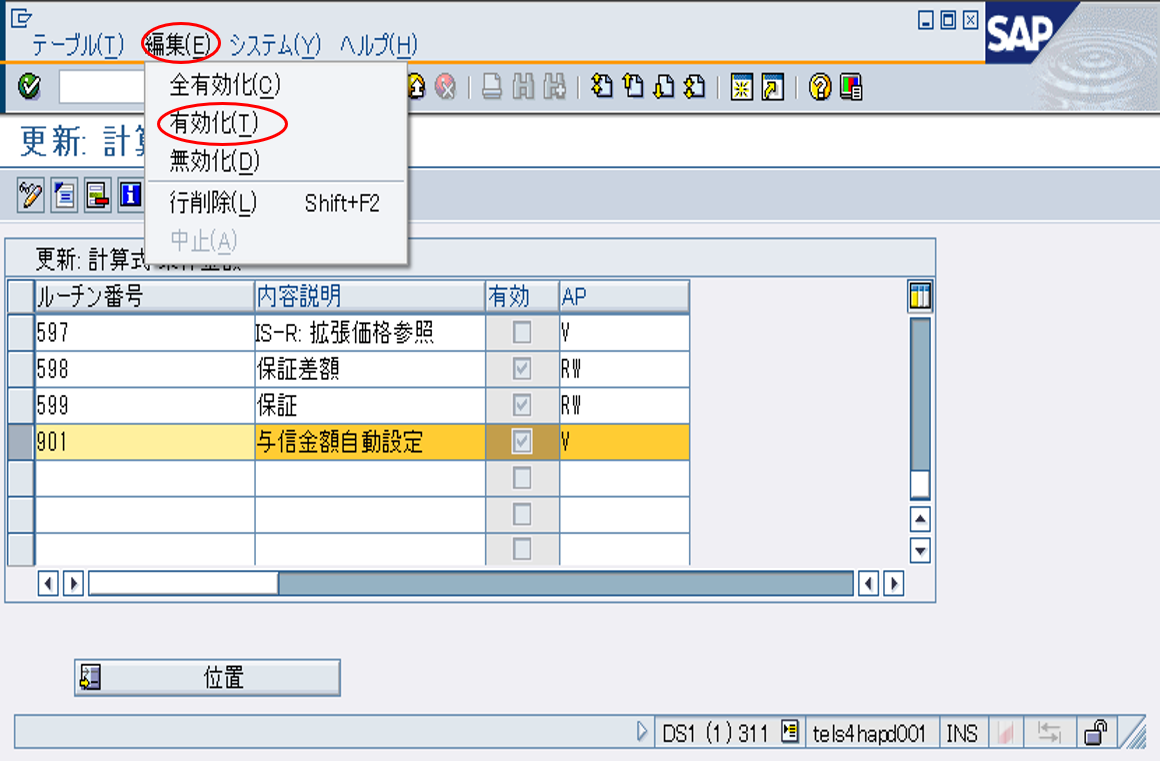 テーブル(T) 編集(E) システム(Y) ヘルプ(H)
SAP
全有効化(C)
有効化(T)
無効化(D)
行削除(L) Shift+F2
中止(A)
更新: 計算
更新: 計算式
ルーチン番号 内容説明 有効 AP
597 IS-R: 拡張価格参照 V
598 保証差額 RW
599 保証 RW
901 与信金額自動設定 V
位置
DS1 (1) 311 tels4hapd001 INS